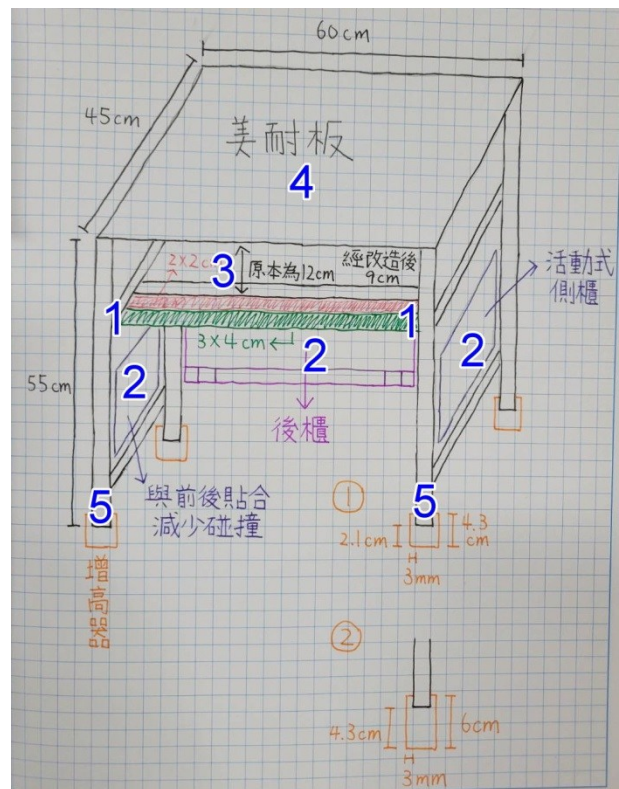 60cm
45cm
美耐板
4
2×2cm
3
原本為12cm
經改造後
9cm
活動式
側櫃
1
1
3×4cm
2
2
2
55cm
後櫃
與前後貼合
減少碰撞
5
5
①
2.1cm
4.3
cm
3mm
增高器
②
4.3cm
6cm
3mm